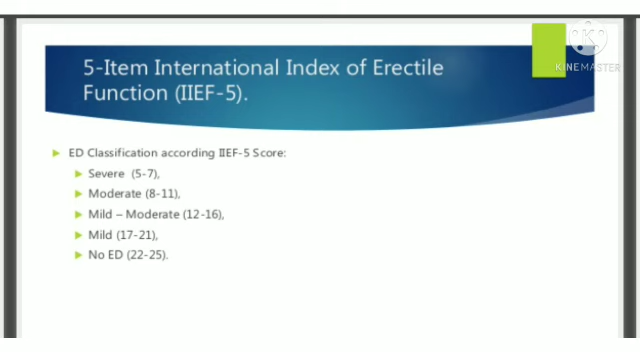 5-Item International Index of Erectile
Function (IIEF-5).
KINEMASTER
ED Classification according IIEF-5 Score:
Severe (5-7),
Moderate (8-11),
Mild – Moderate (12-16),
Mild (17-21),
No ED (22-25).